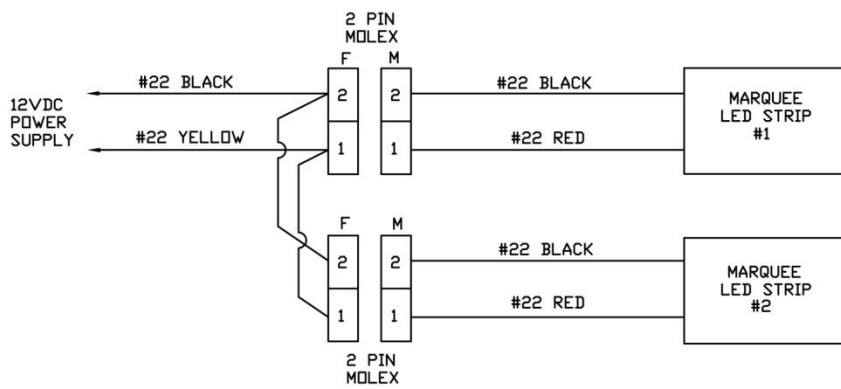 2 PIN
MOLEX
F M
#22 BLACK #22 BLACK
2 2
12VDC
POWER
SUPPLY
MARQUEE
LED STRIP
#1
#22 YELLOW #22 RED
1 1
F M
#22 BLACK
2 2
MARQUEE
LED STRIP
#2
#22 RED
1 1
2 PIN
MOLEX